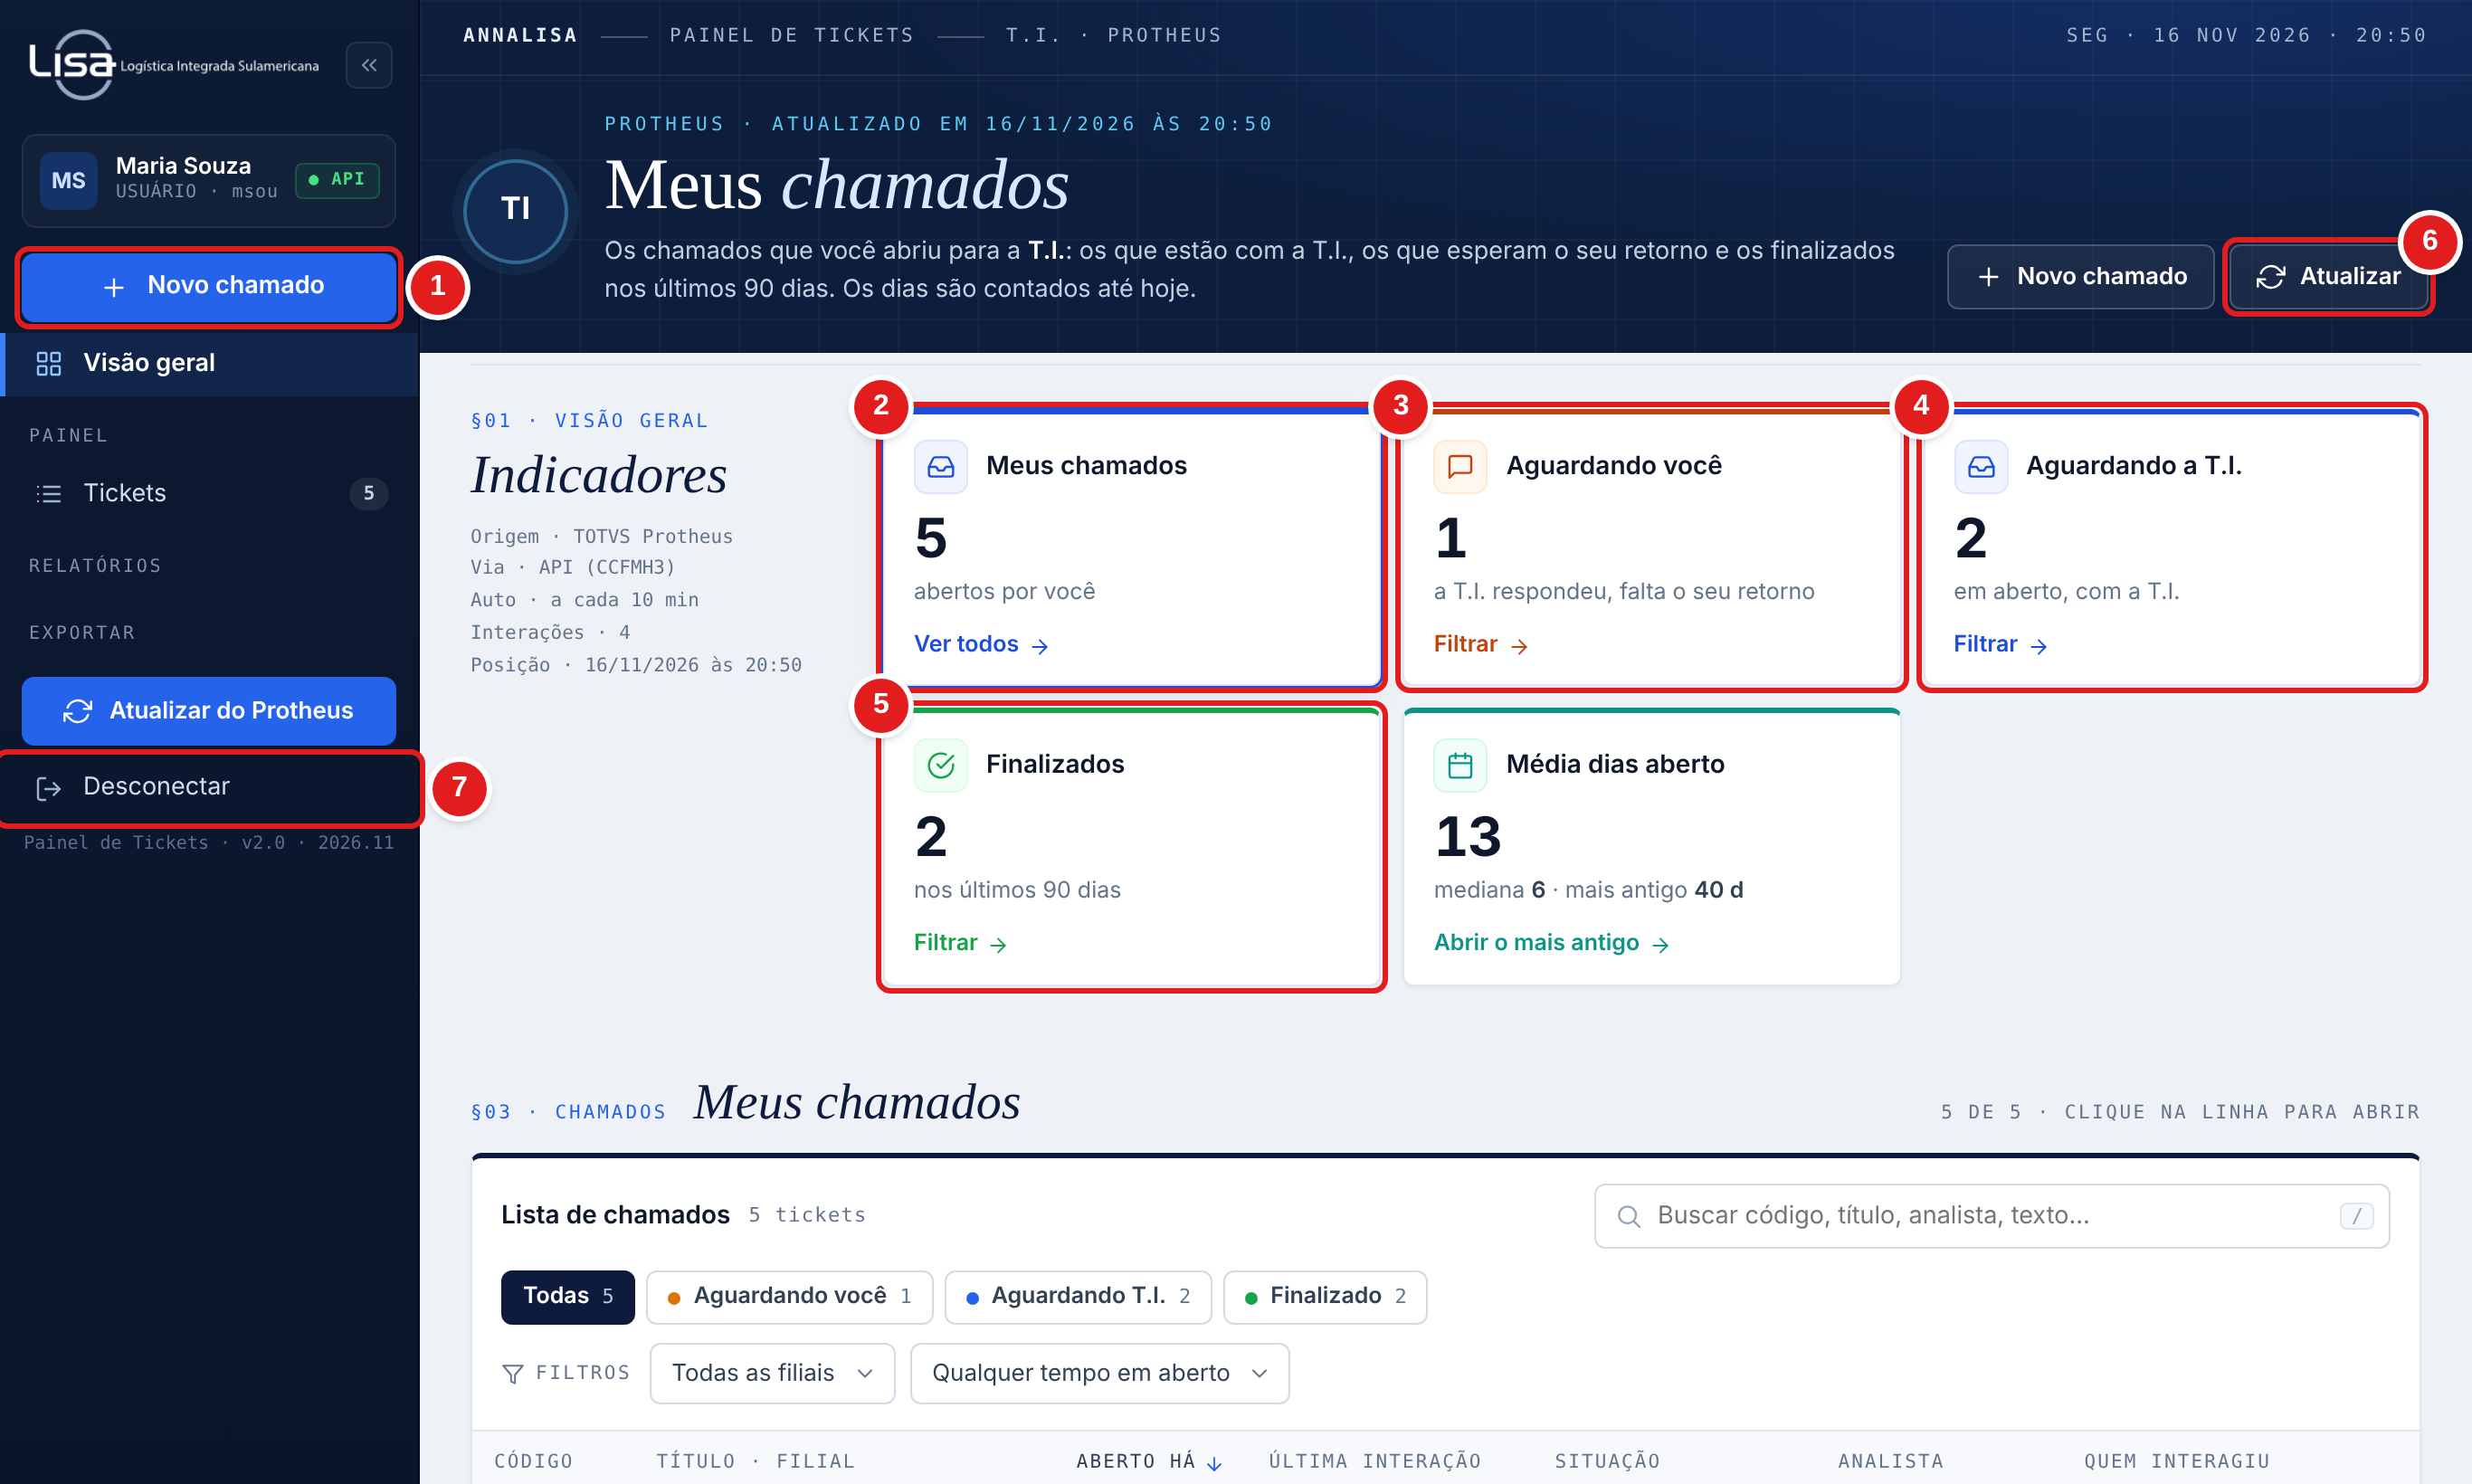 Lisa Logística Integrada Sulamericana
MS
Maria Souza
USUÁRIO · msou
API
Novo chamado
1
Visão geral
PAINEL
Tickets
5
RELATÓRIOS
EXPORTAR
Atualizar do Protheus
Desconectar
7
Painel de Tickets · v2.0 · 2026.11
ANNALISA
PAINEL DE TICKETS
T.I. · PROTHEUS
SEG · 16 NOV 2026 · 20:50
TI
PROTHEUS · ATUALIZADO EM 16/11/2026 ÀS 20:50
Meus chamados
Os chamados que você abriu para a T.I.: os que estão com a T.I., os que esperam o seu retorno e os finalizados
nos últimos 90 dias. Os dias são contados até hoje.
Novo chamado
Atualizar
6
§01 · VISÃO GERAL
Indicadores
Origem · TOTVS Protheus
Via · API (CCFMH3)
Auto · a cada 10 min
Interações · 4
Posição · 16/11/2026 às 20:50
2
Meus chamados
5
abertos por você
Ver todos
3
Aguardando você
1
a T.I. respondeu, falta o seu retorno
Filtrar
4
Aguardando a T.I.
2
em aberto, com a T.I.
Filtrar
5
Finalizados
2
nos últimos 90 dias
Filtrar
Média dias aberto
13
mediana 6 · mais antigo 40 d
Abrir o mais antigo
§03 · CHAMADOS
Meus chamados
5 DE 5 · CLIQUE NA LINHA PARA ABRIR
Lista de chamados 5 tickets
Buscar código, título, analista, texto...
/
Todas 5
Aguardando você 1
Aguardando T.I. 2
Finalizado 2
FILTROS
Todas as filiais
Qualquer tempo em aberto
CÓDIGO
TÍTULO · FILIAL
ABERTO HÁ
ÚLTIMA INTERAÇÃO
SITUAÇÃO
ANALISTA
QUEM INTERAGIU